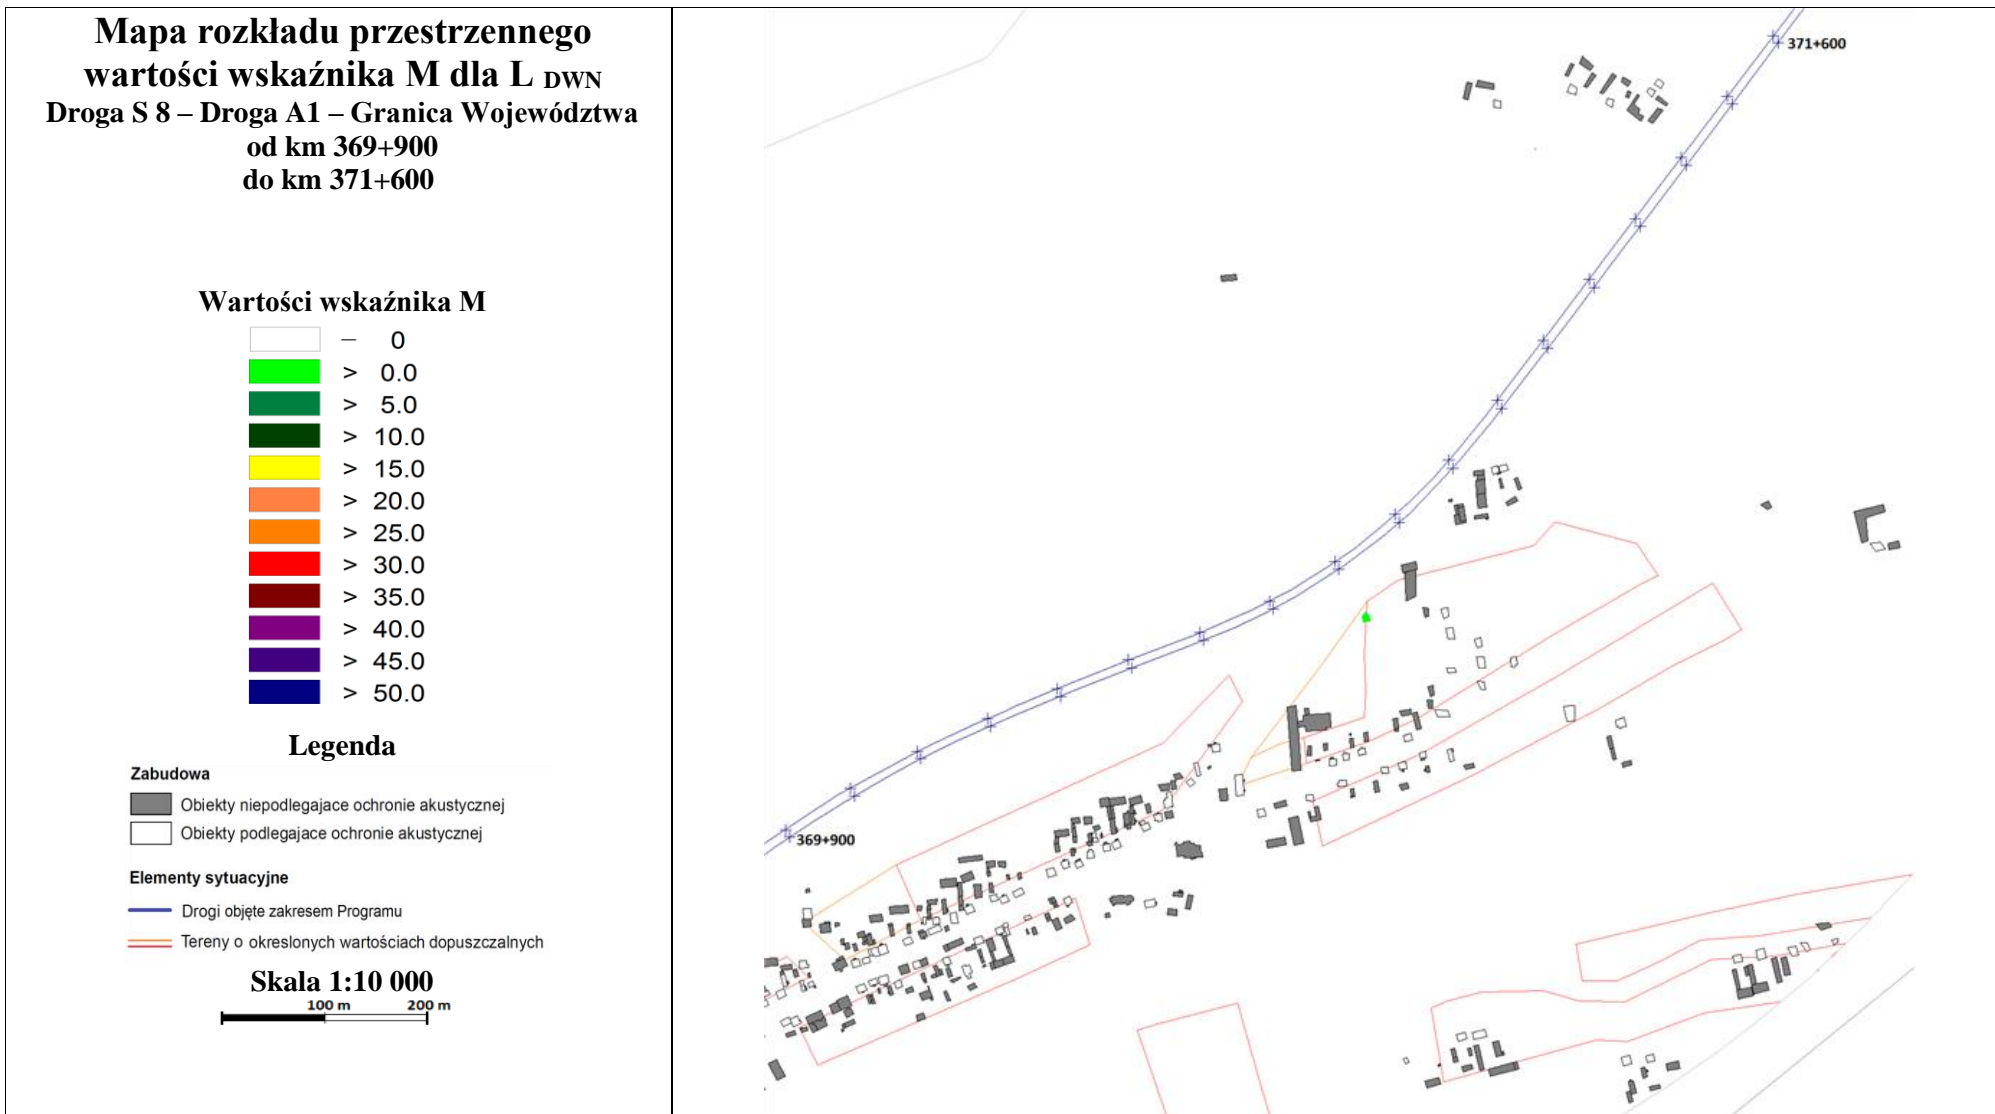 Mapa rozkładu przestrzennego
wartości wskaźnika M dla L DWN
Droga S 8 – Droga A1 – Granica Województwa
od km 369+900
do km 371+600
Wartości wskaźnika M
– 0
> 0.0
> 5.0
> 10.0
> 15.0
> 20.0
> 25.0
> 30.0
> 35.0
> 40.0
> 45.0
> 50.0
Legenda
Zabudowa
Obiekty niepodlegajace ochronie akustycznej
Obiekty podlegajace ochronie akustycznej
Elementy sytuacyjne
Drogi objęte zakresem Programu
Tereny o okreslonych wartościach dopuszczalnych
Skala 1:10 000
100 m 200 m
371+600
369+900